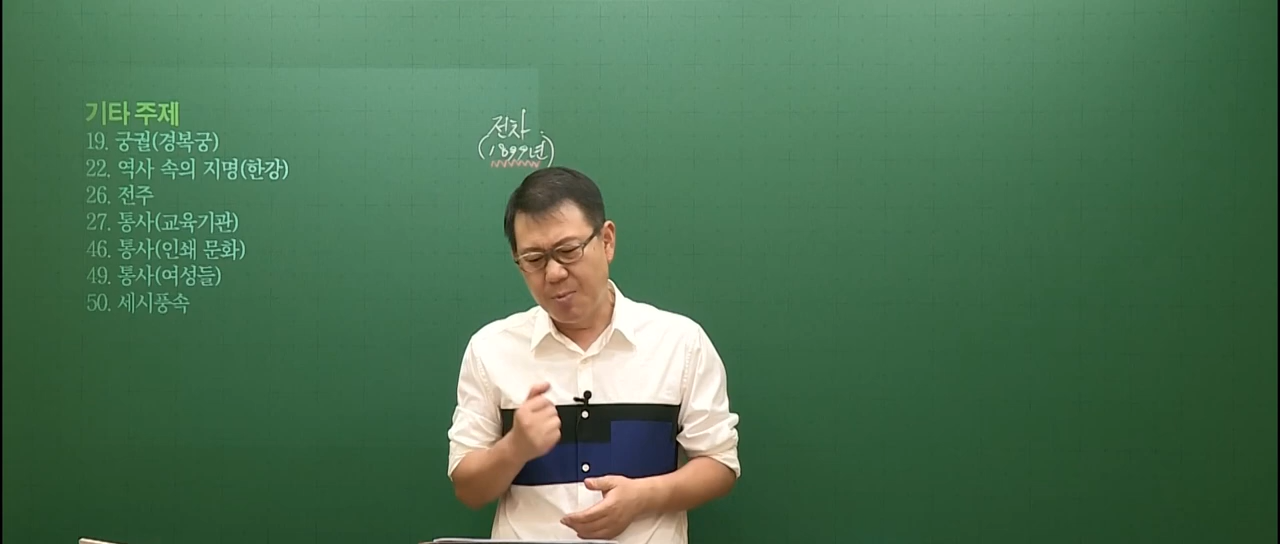 기타 주제
19. 궁궐(경복궁)
22. 역사 속의 지명(한강)
26. 전주
27. 통사(교육기관)
46. 통사(인쇄 문화)
49. 통사(여성들)
50. 세시풍속
전차
(1899년)